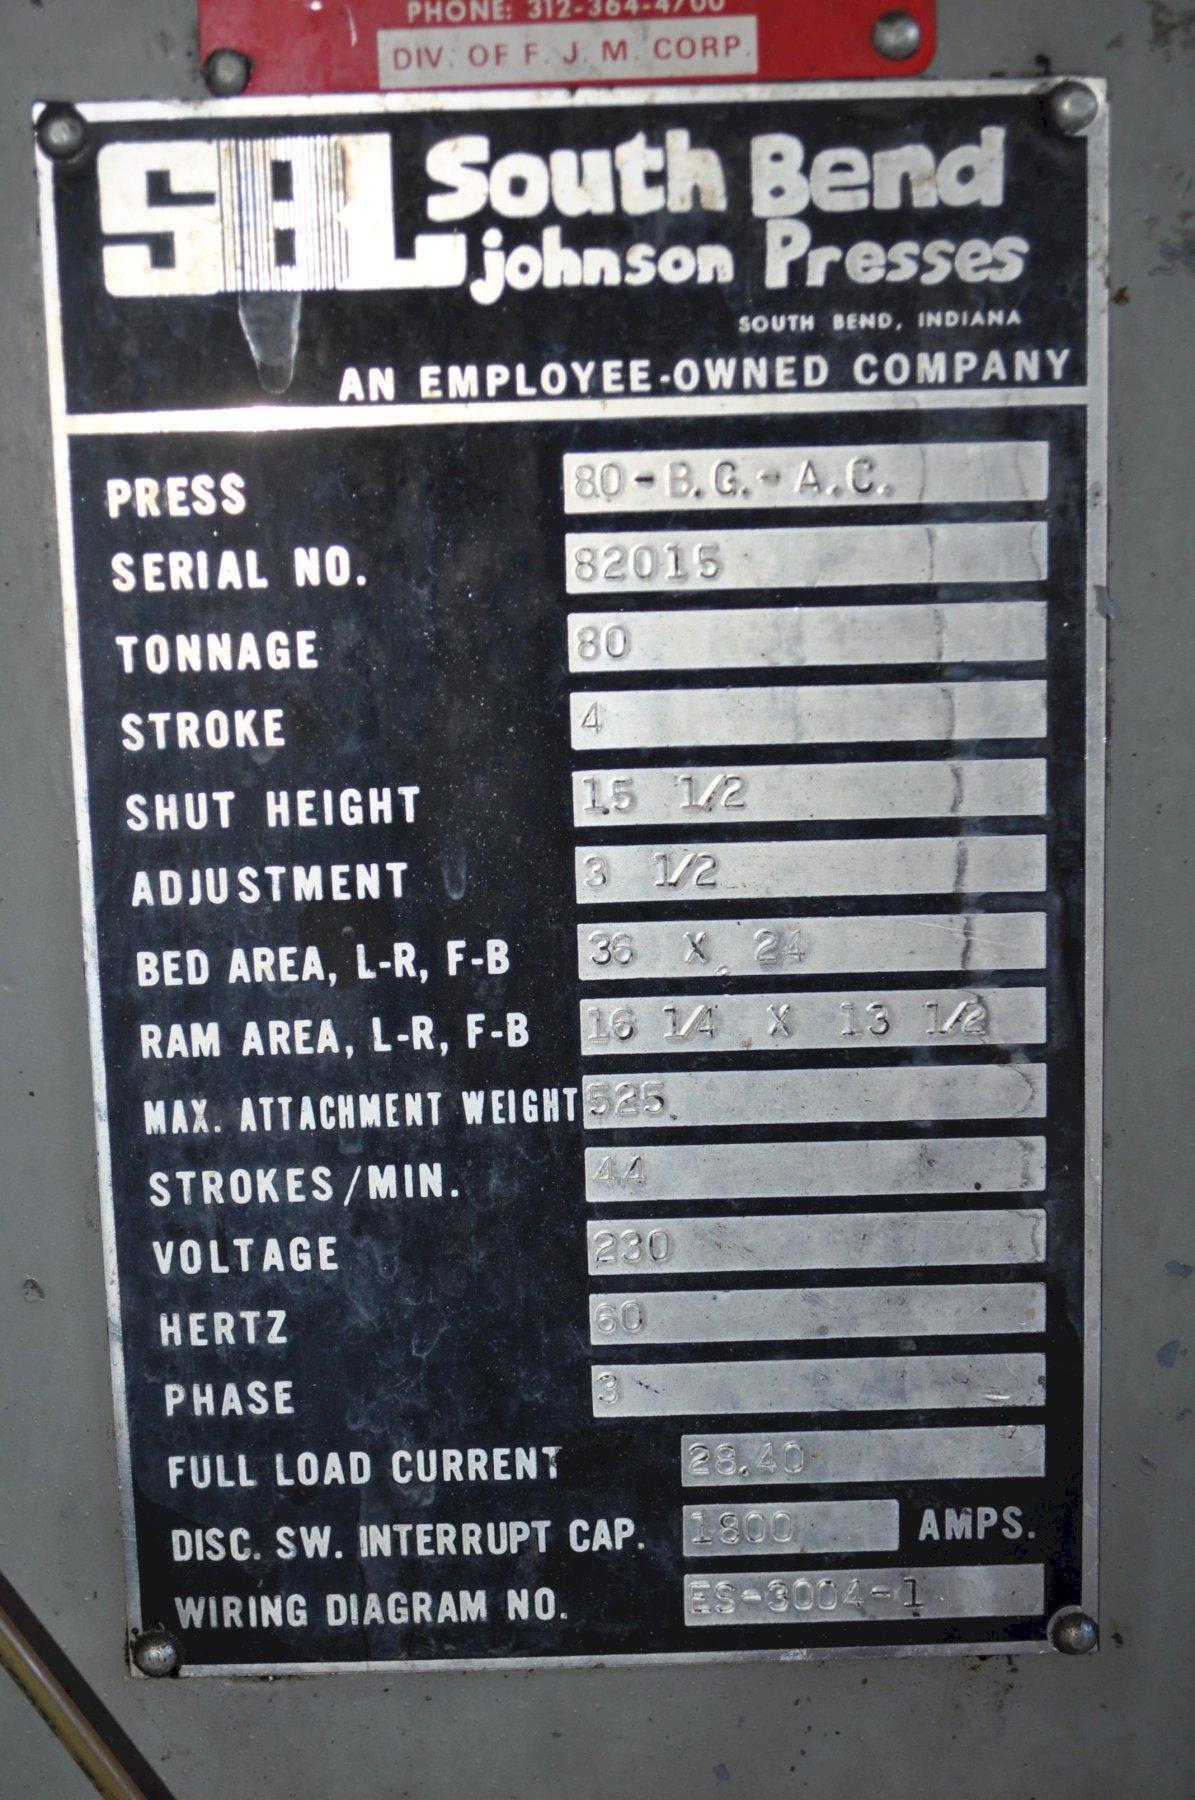 PHONE: 312-364-4700
DIV. OF F. J. M. CORP.
SBL South Bend
johnson Presses
SOUTH BEND, INDIANA
AN EMPLOYEE-OWNED COMPANY
PRESS 80-B.G.-A.C.
SERIAL NO. 82015
TONNAGE 80
STROKE 4
SHUT HEIGHT 15 1/2
ADJUSTMENT 3 1/2
BED AREA, L-R, F-B 36 X 24
RAM AREA, L-R, F-B 16 1/4 X 13 1/2
MAX. ATTACHMENT WEIGHT 525
STROKES/MIN. 44
VOLTAGE 230
HERTZ 60
PHASE 3
FULL LOAD CURRENT 28.40
DISC. SW. INTERRUPT CAP. 1800 AMPS.
WIRING DIAGRAM NO. ES-3004-1